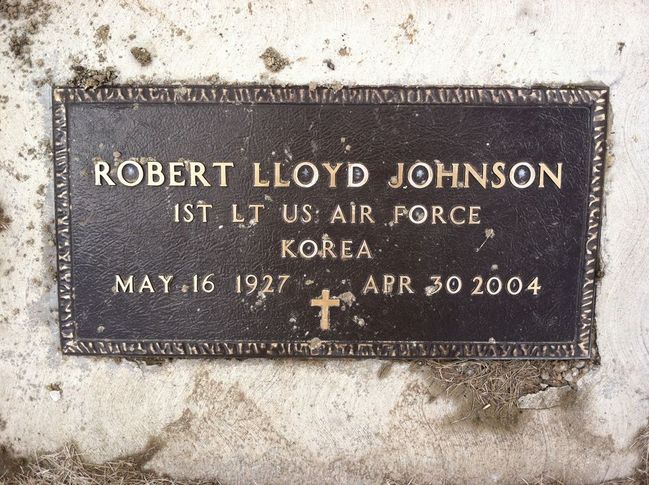 ROBERT LLOYD JOHNSON
1ST LT US AIR FORCE
KOREA
MAY 16 1927 APR 30 2004